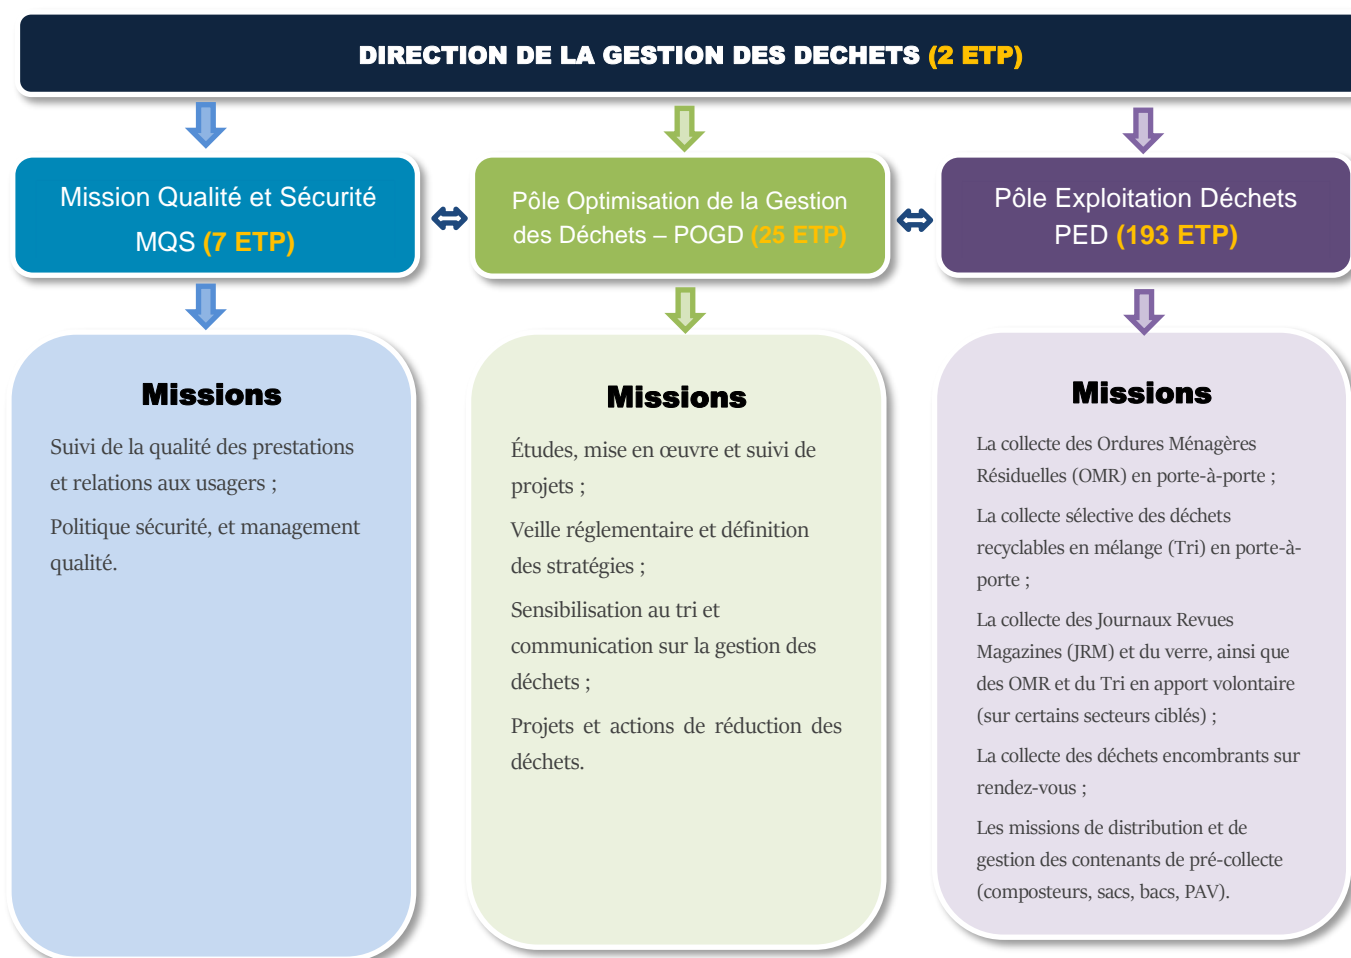 DIRECTION DE LA GESTION DES DECHETS (2 ETP)
Mission Qualité et Sécurité
MQS (7 ETP)
Pôle Optimisation de la Gestion
des Déchets – POGD (25 ETP)
Pôle Exploitation Déchets
PED (193 ETP)
Missions
Suivi de la qualité des prestations
et relations aux usagers ;
Politique sécurité, et management
qualité.
Missions
Études, mise en œuvre et suivi de
projets ;
Veille réglementaire et définition
des stratégies ;
Sensibilisation au tri et
communication sur la gestion des
déchets ;
Projets et actions de réduction des
déchets.
Missions
La collecte des Ordures Ménagères
Résiduelles (OMR) en porte-à-porte ;
La collecte sélective des déchets
recyclables en mélange (Tri) en porte-à-
porte ;
La collecte des Journaux Revues
Magazines (JRM) et du verre, ainsi que
des OMR et du Tri en apport volontaire
(sur certains secteurs ciblés) ;
La collecte des déchets encombrants sur
rendez-vous ;
Les missions de distribution et de
gestion des contenants de pré-collecte
(composteurs, sacs, bacs, PAV).